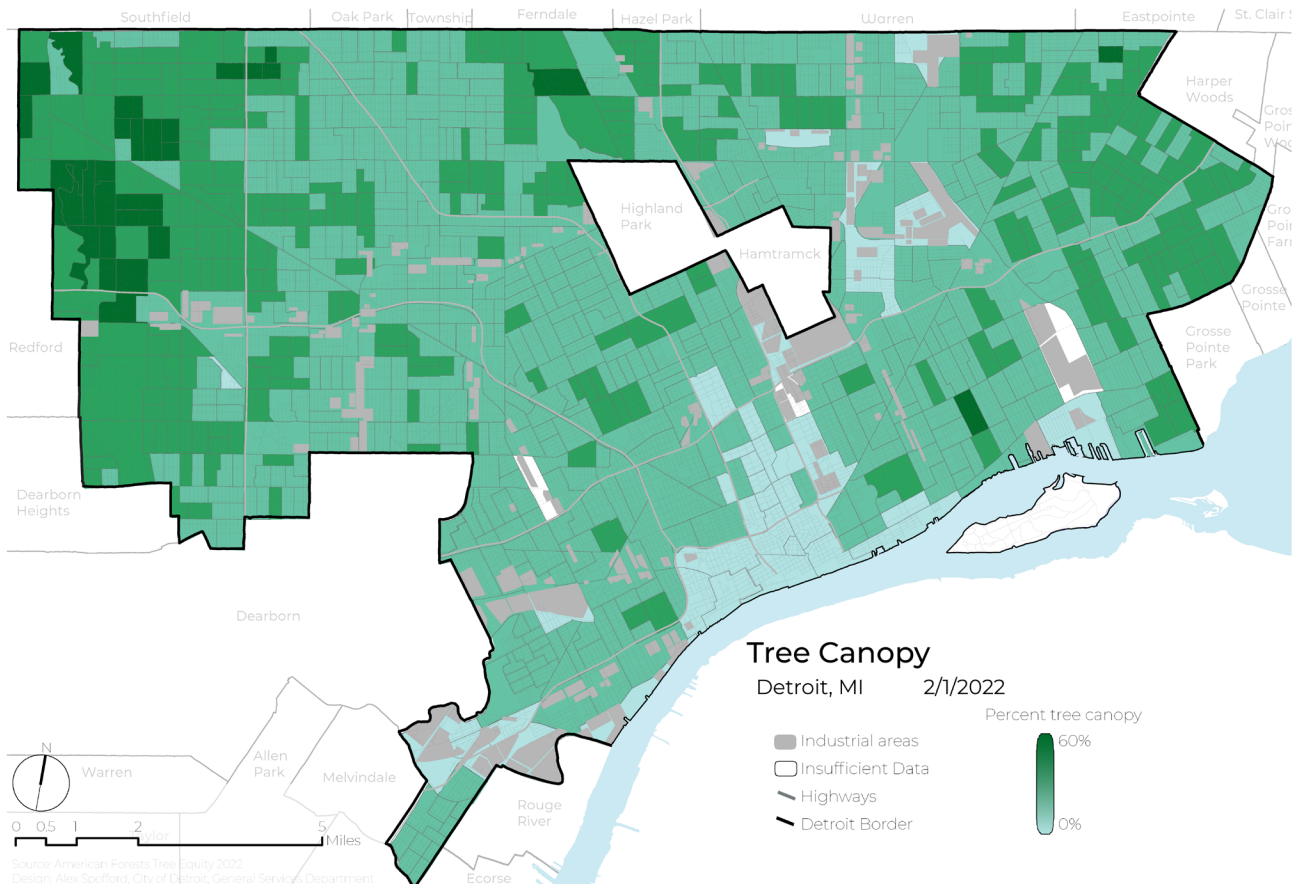 Southfield
Oak Park
Township
Ferndale
Hazel Park
Warren
Eastpointe
St. Clair S
Harper
Woods
Gros
Poin
Woo
Highland
Park
Gro
Poin
Farr
Hamtramck
Grosse
Pointe
Redford
Grosse
Pointe
Park
Dearborn
Heights
Dearborn
Tree Canopy
Detroit, MI 2/1/2022
Percent tree canopy
Industrial areas
60%
Insufficient Data
Highways
0%
Detroit Border
N
Warren
Allen
Park
Melvindale
Rouge
River
0 0.5 1 2 5
Miles
Taylor
Source: American Forests Tree Equity 2022
Design: Alex Spofford, City of Detroit, General Services Department
Ecorse